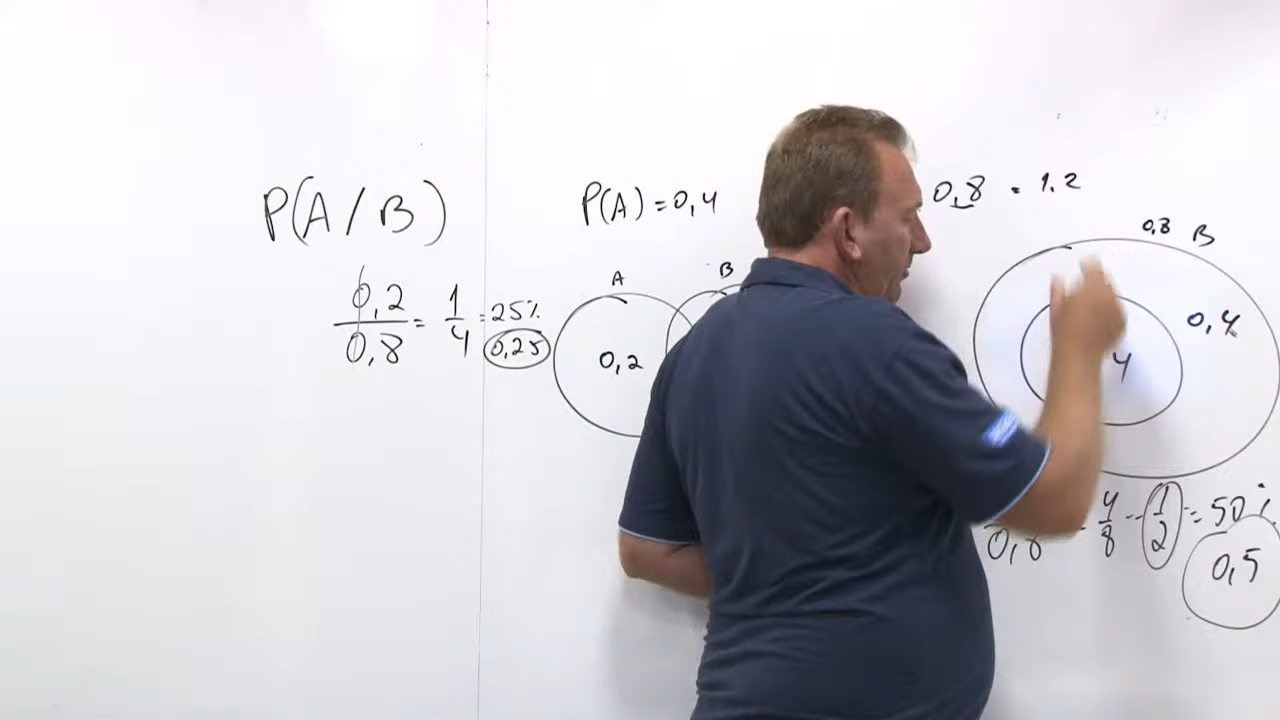 P(A/B)
0,2
0,8
= 1
4
= 25%
0,25
P(A) = 0,4
0,8 = 1.2
A
B
0,2
0,8 B
0,4
4
0,8
= 4
8
= 1
2
= 50%
0,5